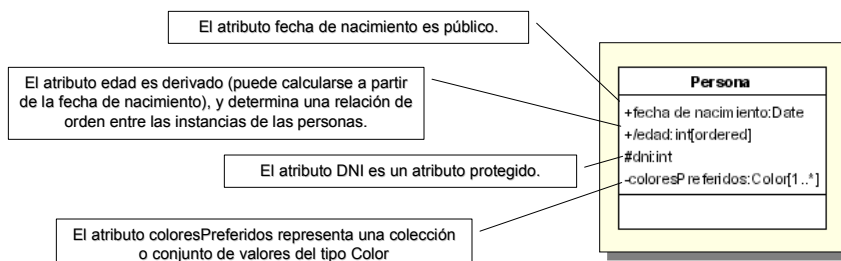 El atributo fecha de nacimiento es público.
El atributo edad es derivado (puede calcularse a partir
de la fecha de nacimiento), y determina una relación de
orden entre las instancias de las personas.
El atributo DNI es un atributo protegido.
El atributo coloresPreferidos representa una colección
o conjunto de valores del tipo Color
Persona
+fecha de nacimiento:Date
+/edad:int[ordered]
#dni:int
-coloresPreferidos:Color[1..*]